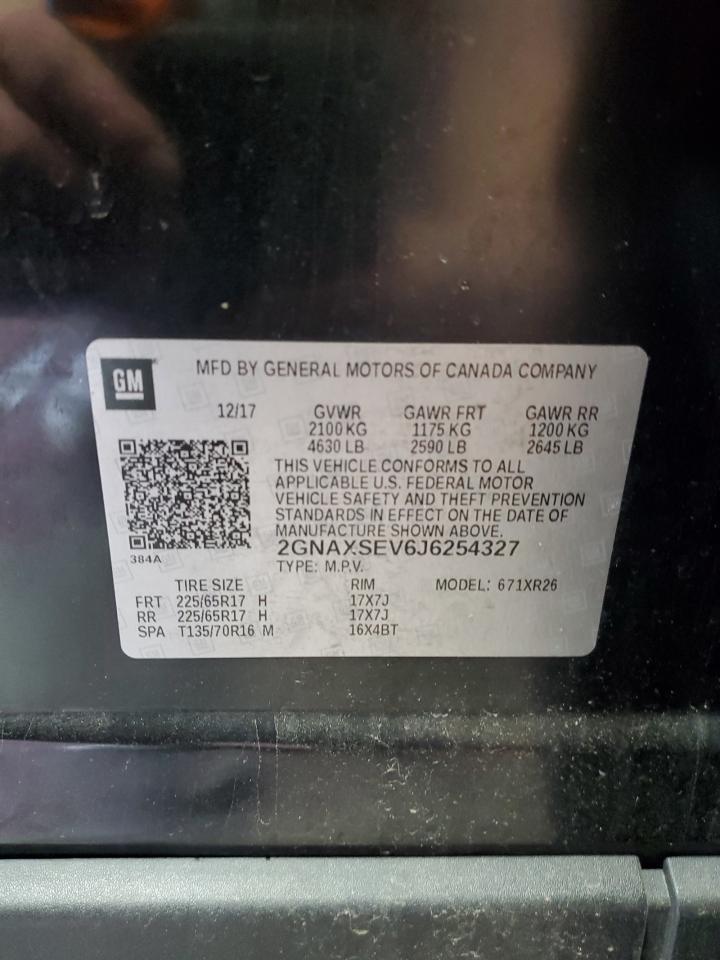 GM
MFD BY GENERAL MOTORS OF CANADA COMPANY
12/17 GVWR GAWR FRT GAWR RR
2100 KG 1175 KG 1200 KG
4630 LB 2590 LB 2645 LB
THIS VEHICLE CONFORMS TO ALL
APPLICABLE U.S. FEDERAL MOTOR
VEHICLE SAFETY AND THEFT PREVENTION
STANDARDS IN EFFECT ON THE DATE OF
MANUFACTURE SHOWN ABOVE.
2GNAXSEV6J6254327
384A
TYPE: M.P.V.
TIRE SIZE RIM MODEL: 671XR26
FRT 225/65R17 H 17X7J
RR 225/65R17 H 17X7J
SPA T135/70R16 M 16X4BT